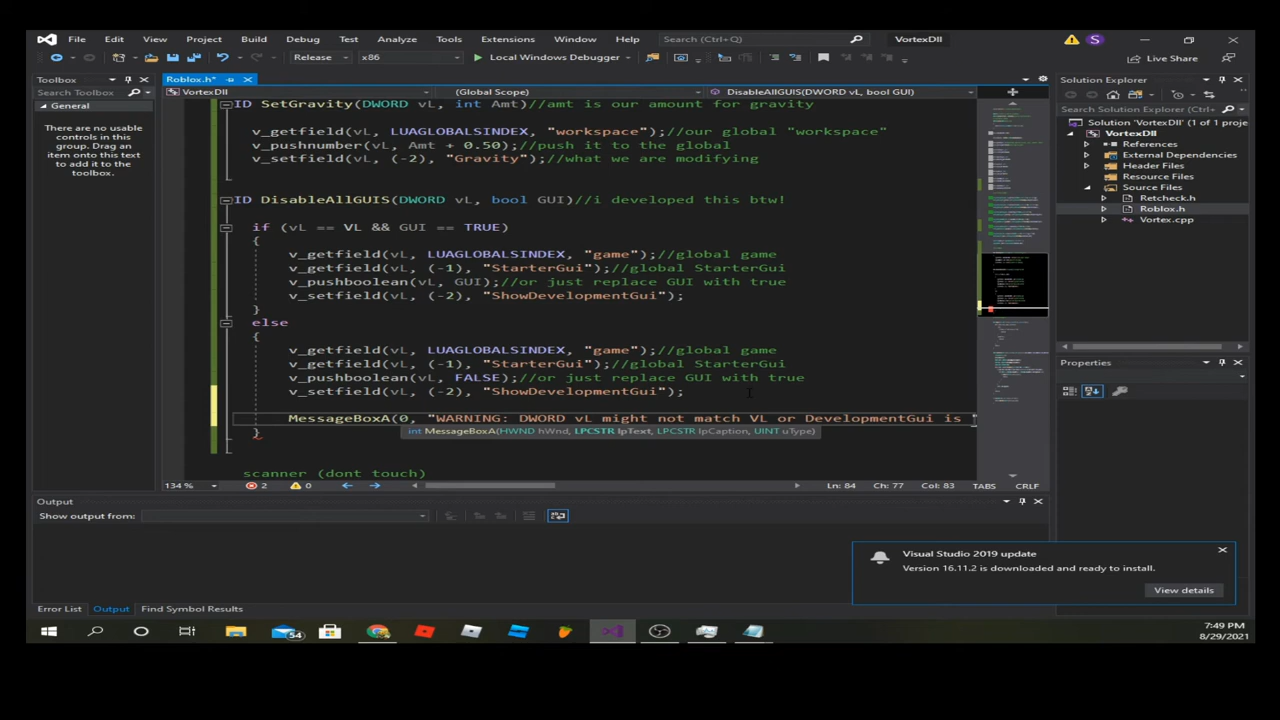 File Edit View Project Build Debug Test Analyze Tools Extensions Window Help Search (Ctrl+Q) VortexDll S
Release x86 Local Windows Debugger Live Share
Toolbox
Search Toolbox
General
There are no usable
controls in this
group. Drag an
item onto this text
to add it to the
toolbox.
Roblox.h*
VortexDll (Global Scope) DisableAllGUIS(DWORD vL, bool GUI)
ID SetGravity(DWORD vL, int Amt)//amt is our amount for gravity
v_getfield(vL, LUAGLOBALSINDEX, "workspace");//our global "workspace"
v_pusnumber(vL, Amt + 0.50);//push it to the global
v_setfield(vL, (-2), "Gravity");//what we are modifying
ID DisableAllGUIS(DWORD vL, bool GUI)//i developed this btw!
if (vL == VL && GUI == TRUE)
{
v_getfield(vL, LUAGLOBALSINDEX, "game");//global game
v_getfield(vL, (-1), "StarterGui");//global StarterGui
v_pushboolean(vL, GUI);//or just replace GUI with true
v_setfield(vL, (-2), "ShowDevelopmentGui");
}
else
{
v_getfield(vL, LUAGLOBALSINDEX, "game");//global game
v_getfield(vL, (-1), "StarterGui");//global StarterGui
v_pushboolean(vL, FALSE);//or just replace GUI with true
v_setfield(vL, (-2), "ShowDevelopmentGui");
MessageBoxA(0, "WARNING: DWORD vL might not match VL or DevelopmentGui is "
int MessageBoxA(HWND hWnd, LPCSTR lpText, LPCSTR lpCaption, UINT uType)
}
scanner (dont touch)
134 % 2 0 Ln: 84 Ch: 77 Col: 83 TABS CRLF
Solution Explorer
Search Solution Explorer (Ctrl+
Solution 'VortexDll' (1 of 1 proje
VortexDll
References
External Dependencies
Header Files
Resource Files
Source Files
Retcheck.h
Roblox.h
Vortex.cpp
Properties
Output
Show output from:
Visual Studio 2019 update
Version 16.11.2 is downloaded and ready to install.
View details
Error List Output Find Symbol Results
54
7:49 PM
8/29/2021